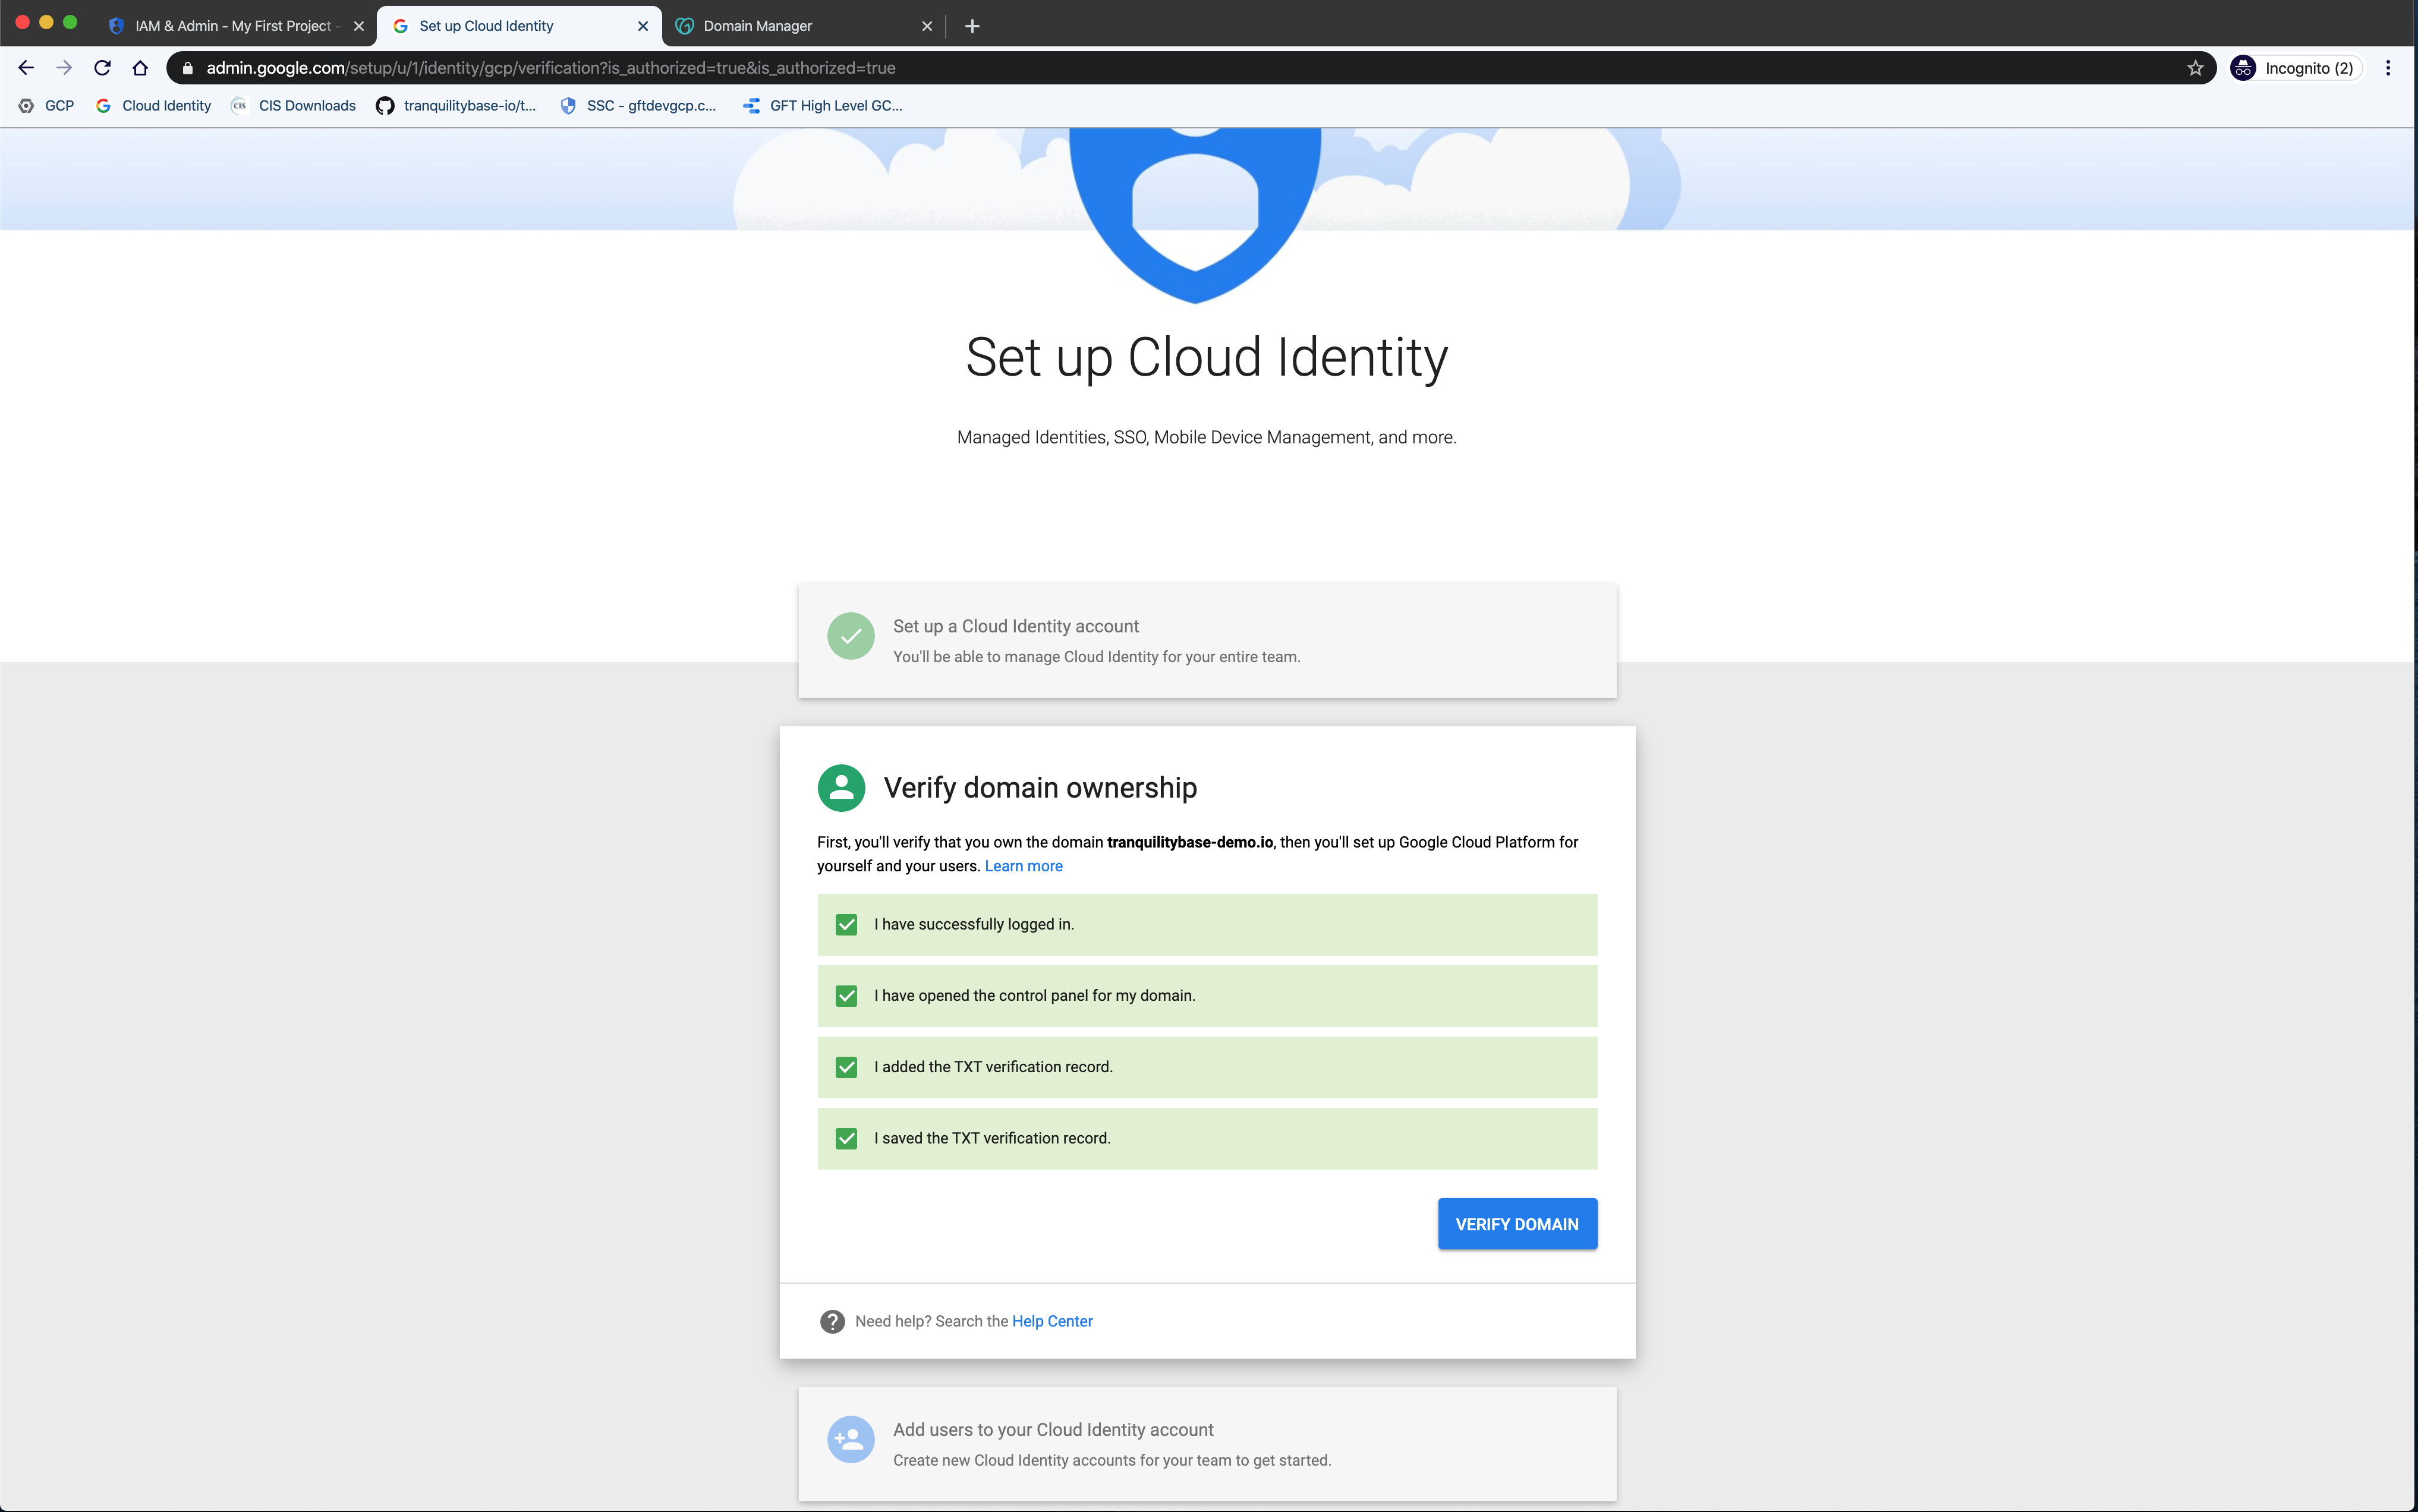 IAM & Admin - My First Project -
Set up Cloud Identity
Domain Manager
admin.google.com/setup/u/1/identity/gcp/verification?is_authorized=true&is_authorized=true
Incognito (2)
GCP
Cloud Identity
CIS
CIS Downloads
tranquilitybase-io/t...
SSC - gftdevgcp.c...
GFT High Level GC...
Set up Cloud Identity
Managed Identities, SSO, Mobile Device Management, and more.
Set up a Cloud Identity account
You'll be able to manage Cloud Identity for your entire team.
Verify domain ownership
First, you'll verify that you own the domain tranquilitybase-demo.io, then you'll set up Google Cloud Platform for
yourself and your users. Learn more
I have successfully logged in.
I have opened the control panel for my domain.
I added the TXT verification record.
I saved the TXT verification record.
VERIFY DOMAIN
Need help? Search the Help Center
Add users to your Cloud Identity account
Create new Cloud Identity accounts for your team to get started.